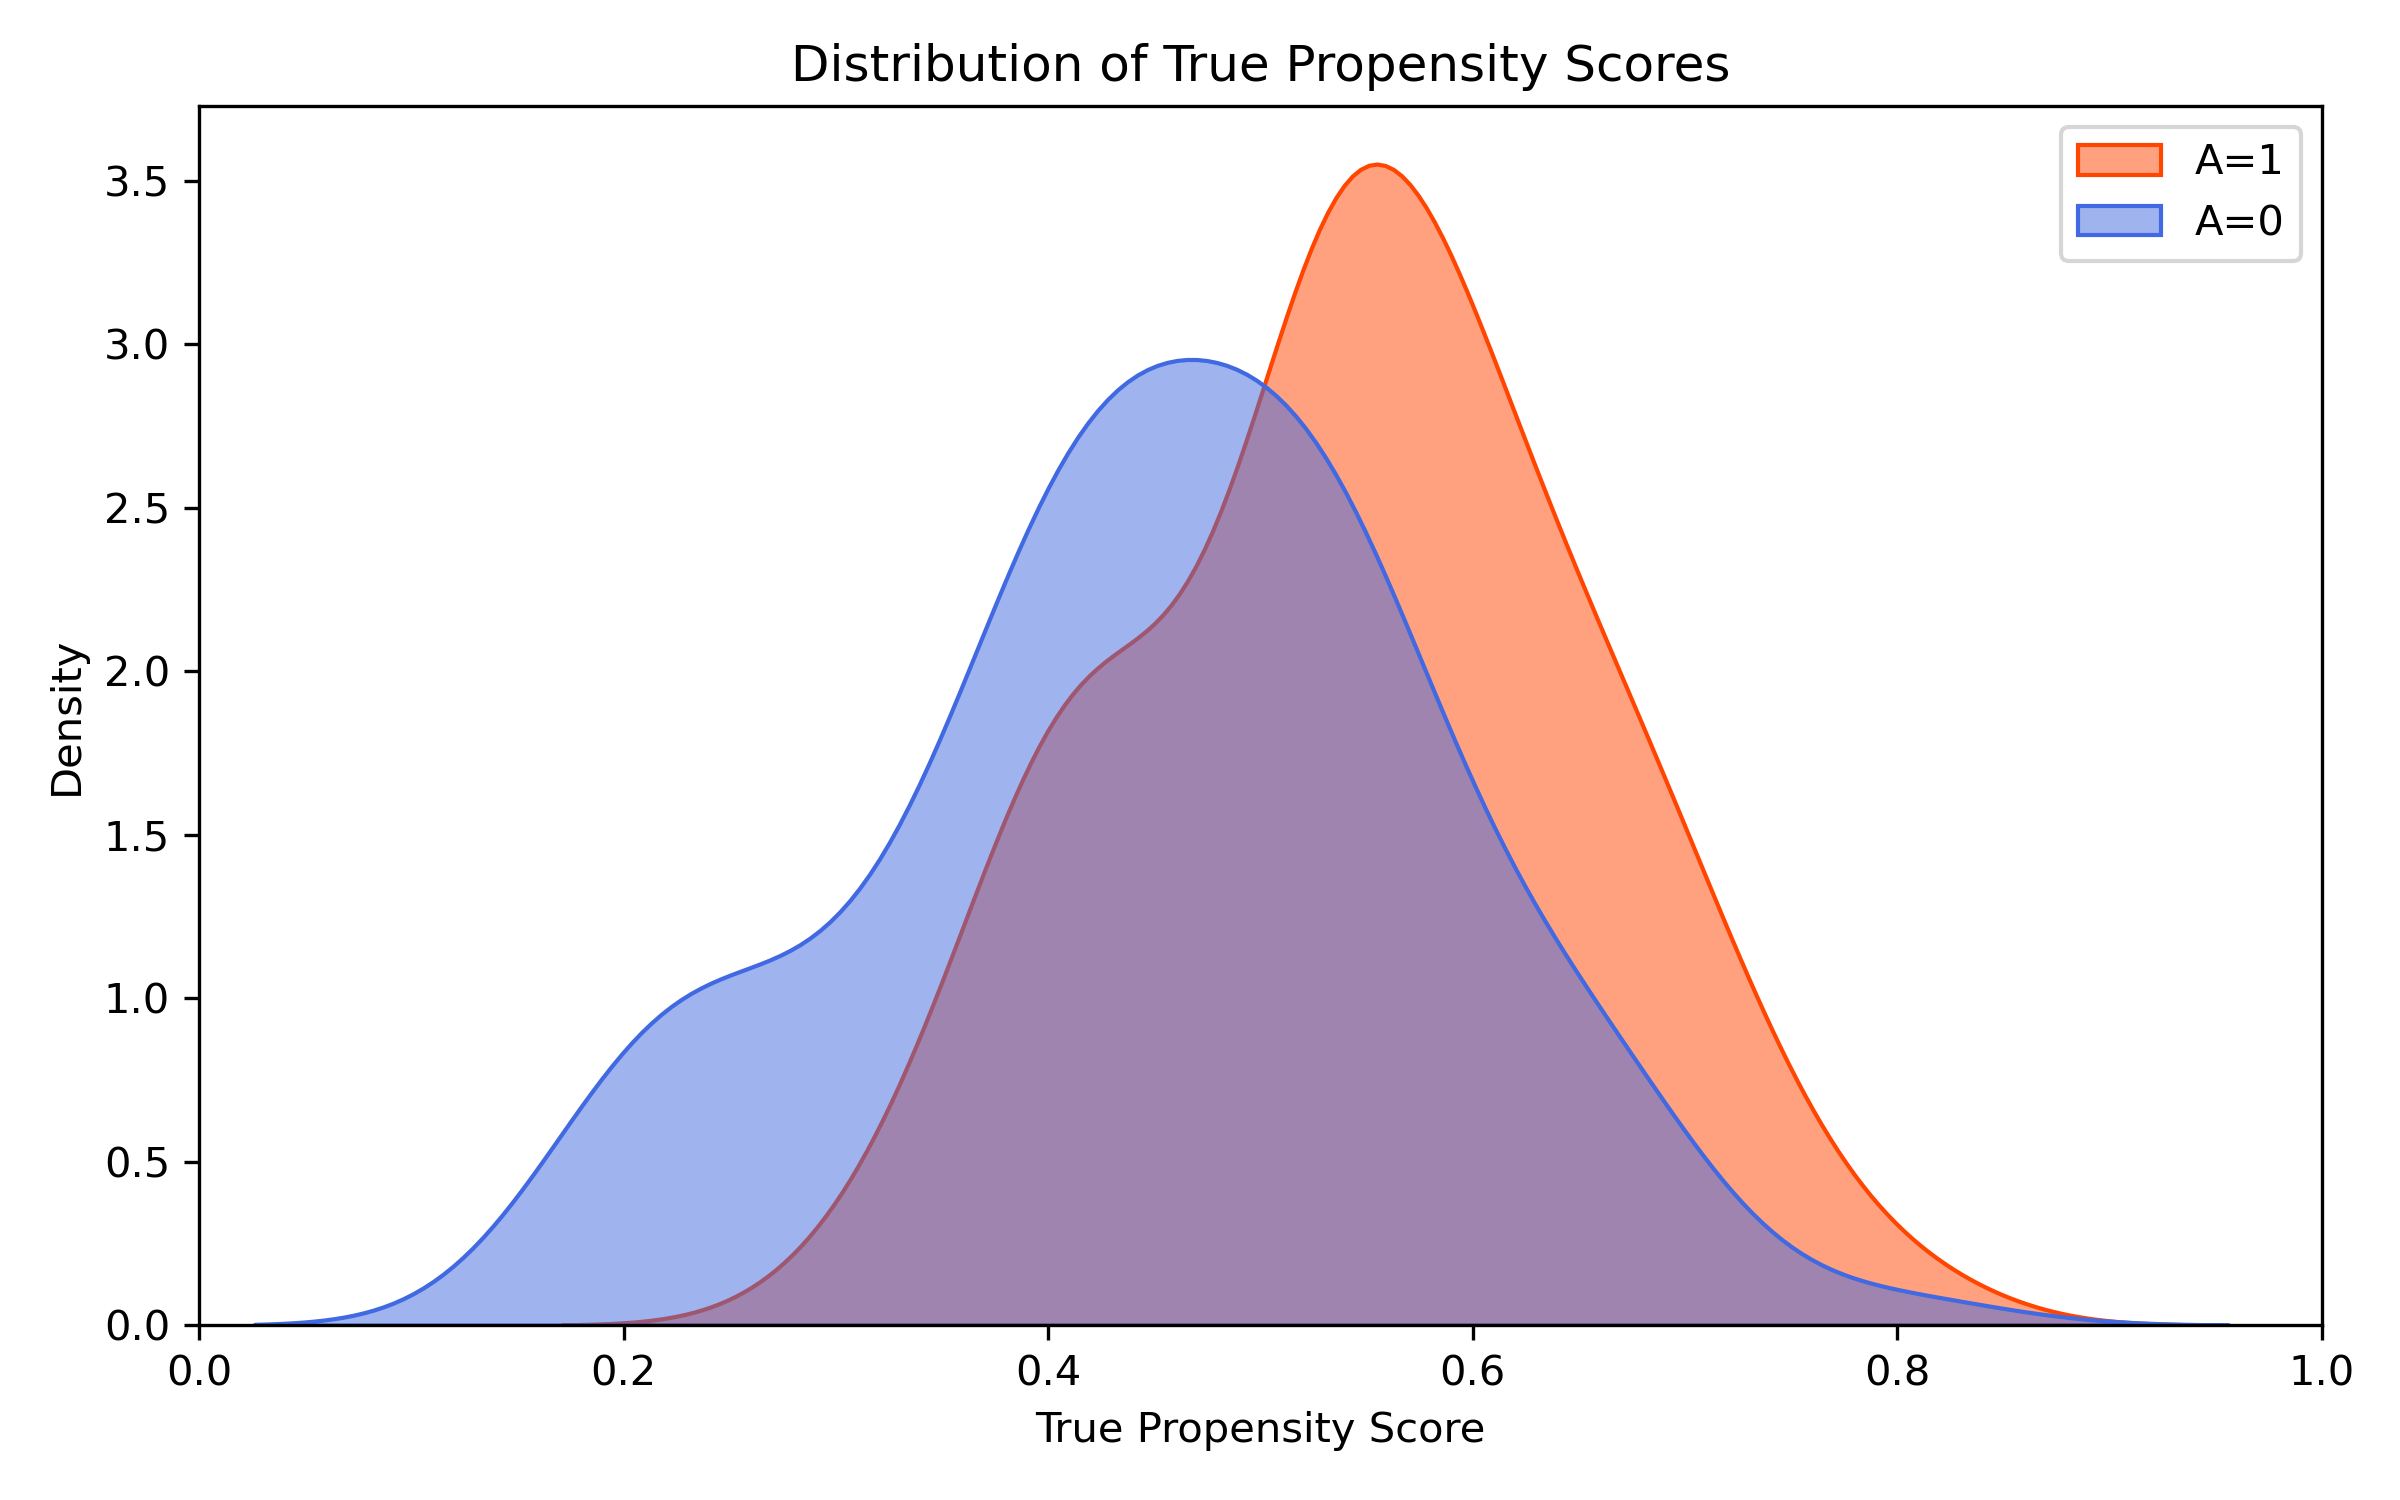 Distribution of True Propensity Scores
A=1
A=0
3.5
3.0
2.5
2.0
1.5
1.0
0.5
0.0
Density
0.0 0.2 0.4 0.6 0.8 1.0
True Propensity Score